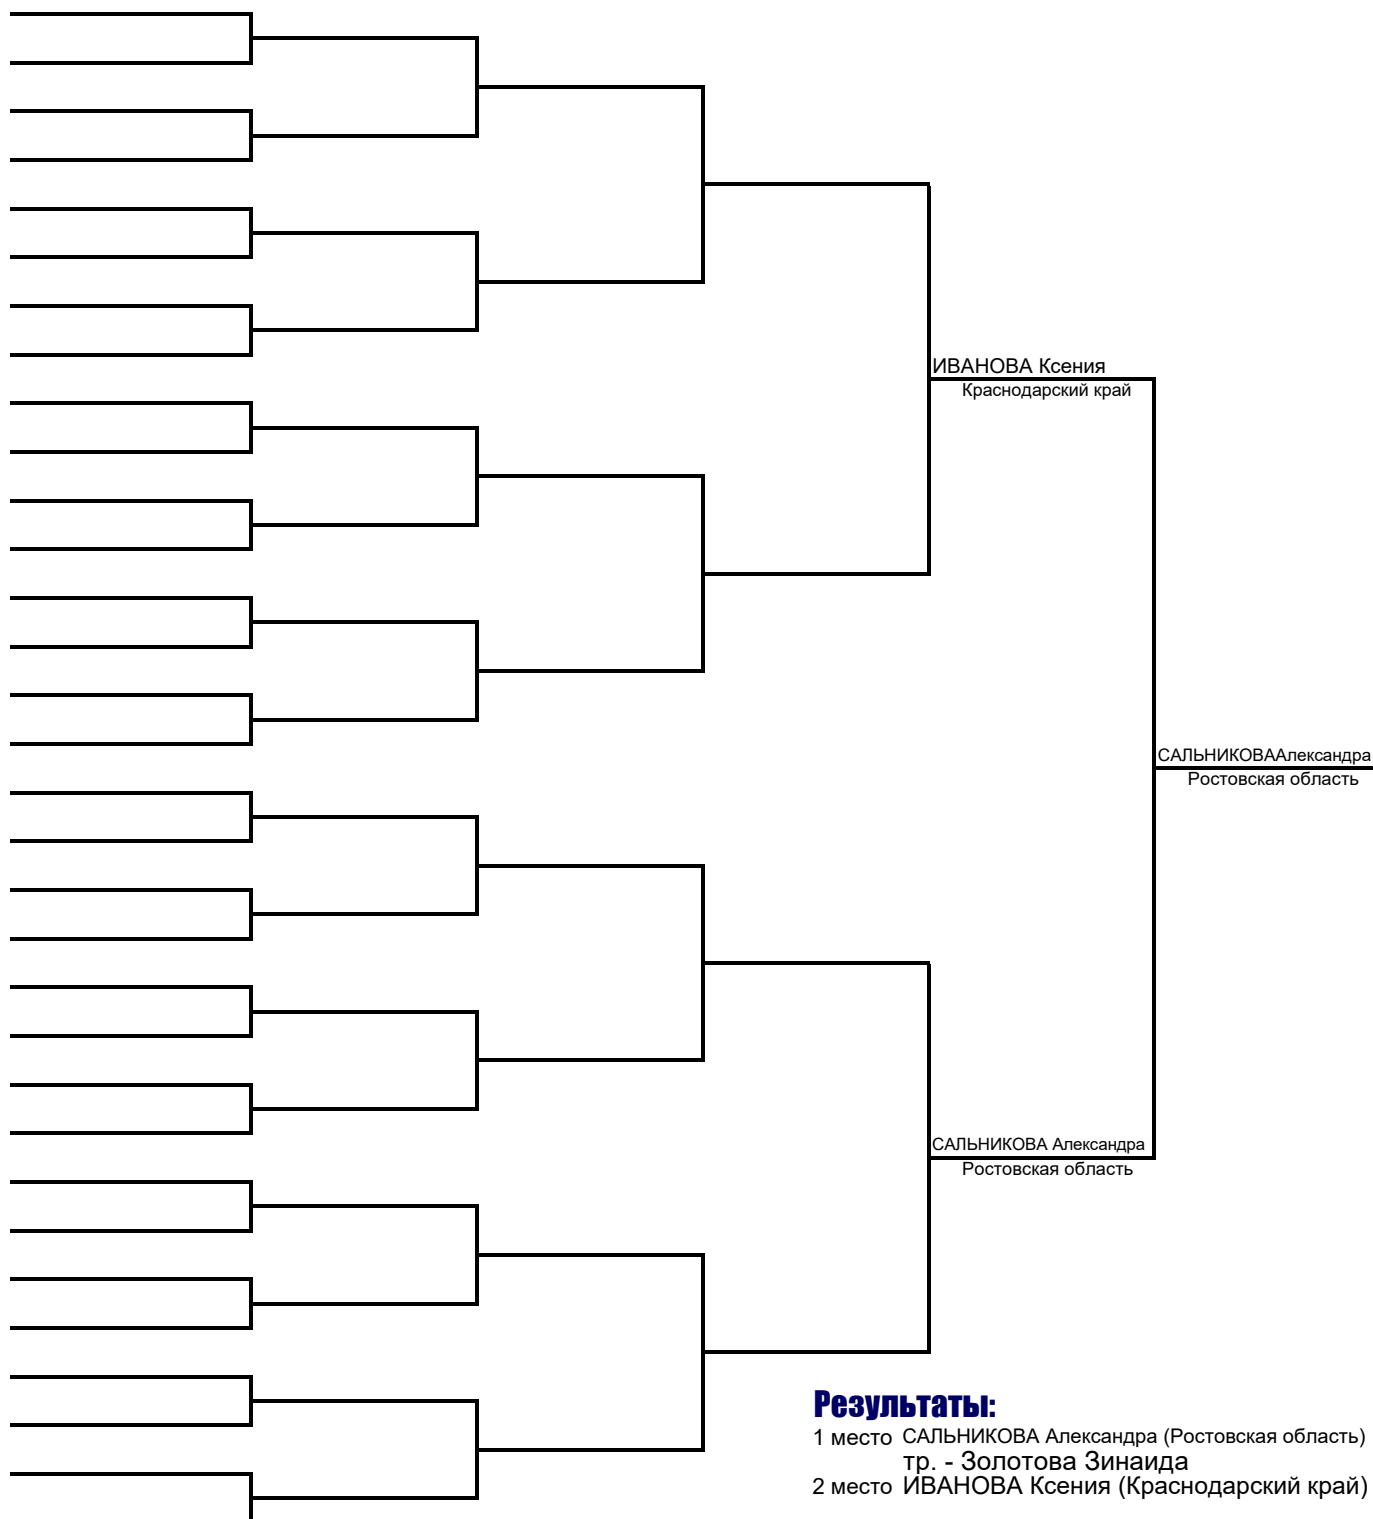 ИВАНОВА Ксения
Краснодарский край
САЛЬНИКОВААлександра
Ростовская область
САЛЬНИКОВА Александра
Ростовская область
Результаты:
1 место САЛЬНИКОВА Александра (Ростовская область)
тр. - Золотова Зинаида
2 место ИВАНОВА Ксения (Краснодарский край)